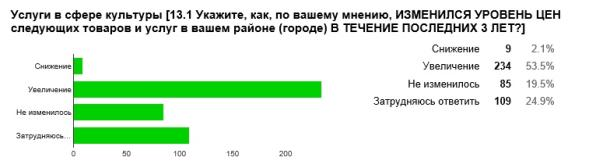 Услуги в сфере культуры [13.1 Укажите, как, по вашему мнению, ИЗМЕНИЛСЯ УРОВЕНЬ ЦЕН
следующих товаров и услуг в вашем районе (городе) В ТЕЧЕНИЕ ПОСЛЕДНИХ 3 ЛЕТ?]
Снижение
Увеличение
Не изменилось
Затрудняюсь…
0 50 100 150 200
Снижение 9 2.1%
Увеличение 234 53.5%
Не изменилось 85 19.5%
Затрудняюсь ответить 109 24.9%